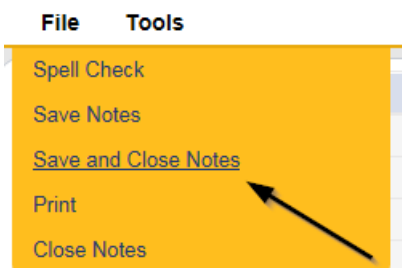 File Tools
Spell Check
Save Notes
Save and Close Notes
Print
Close Notes